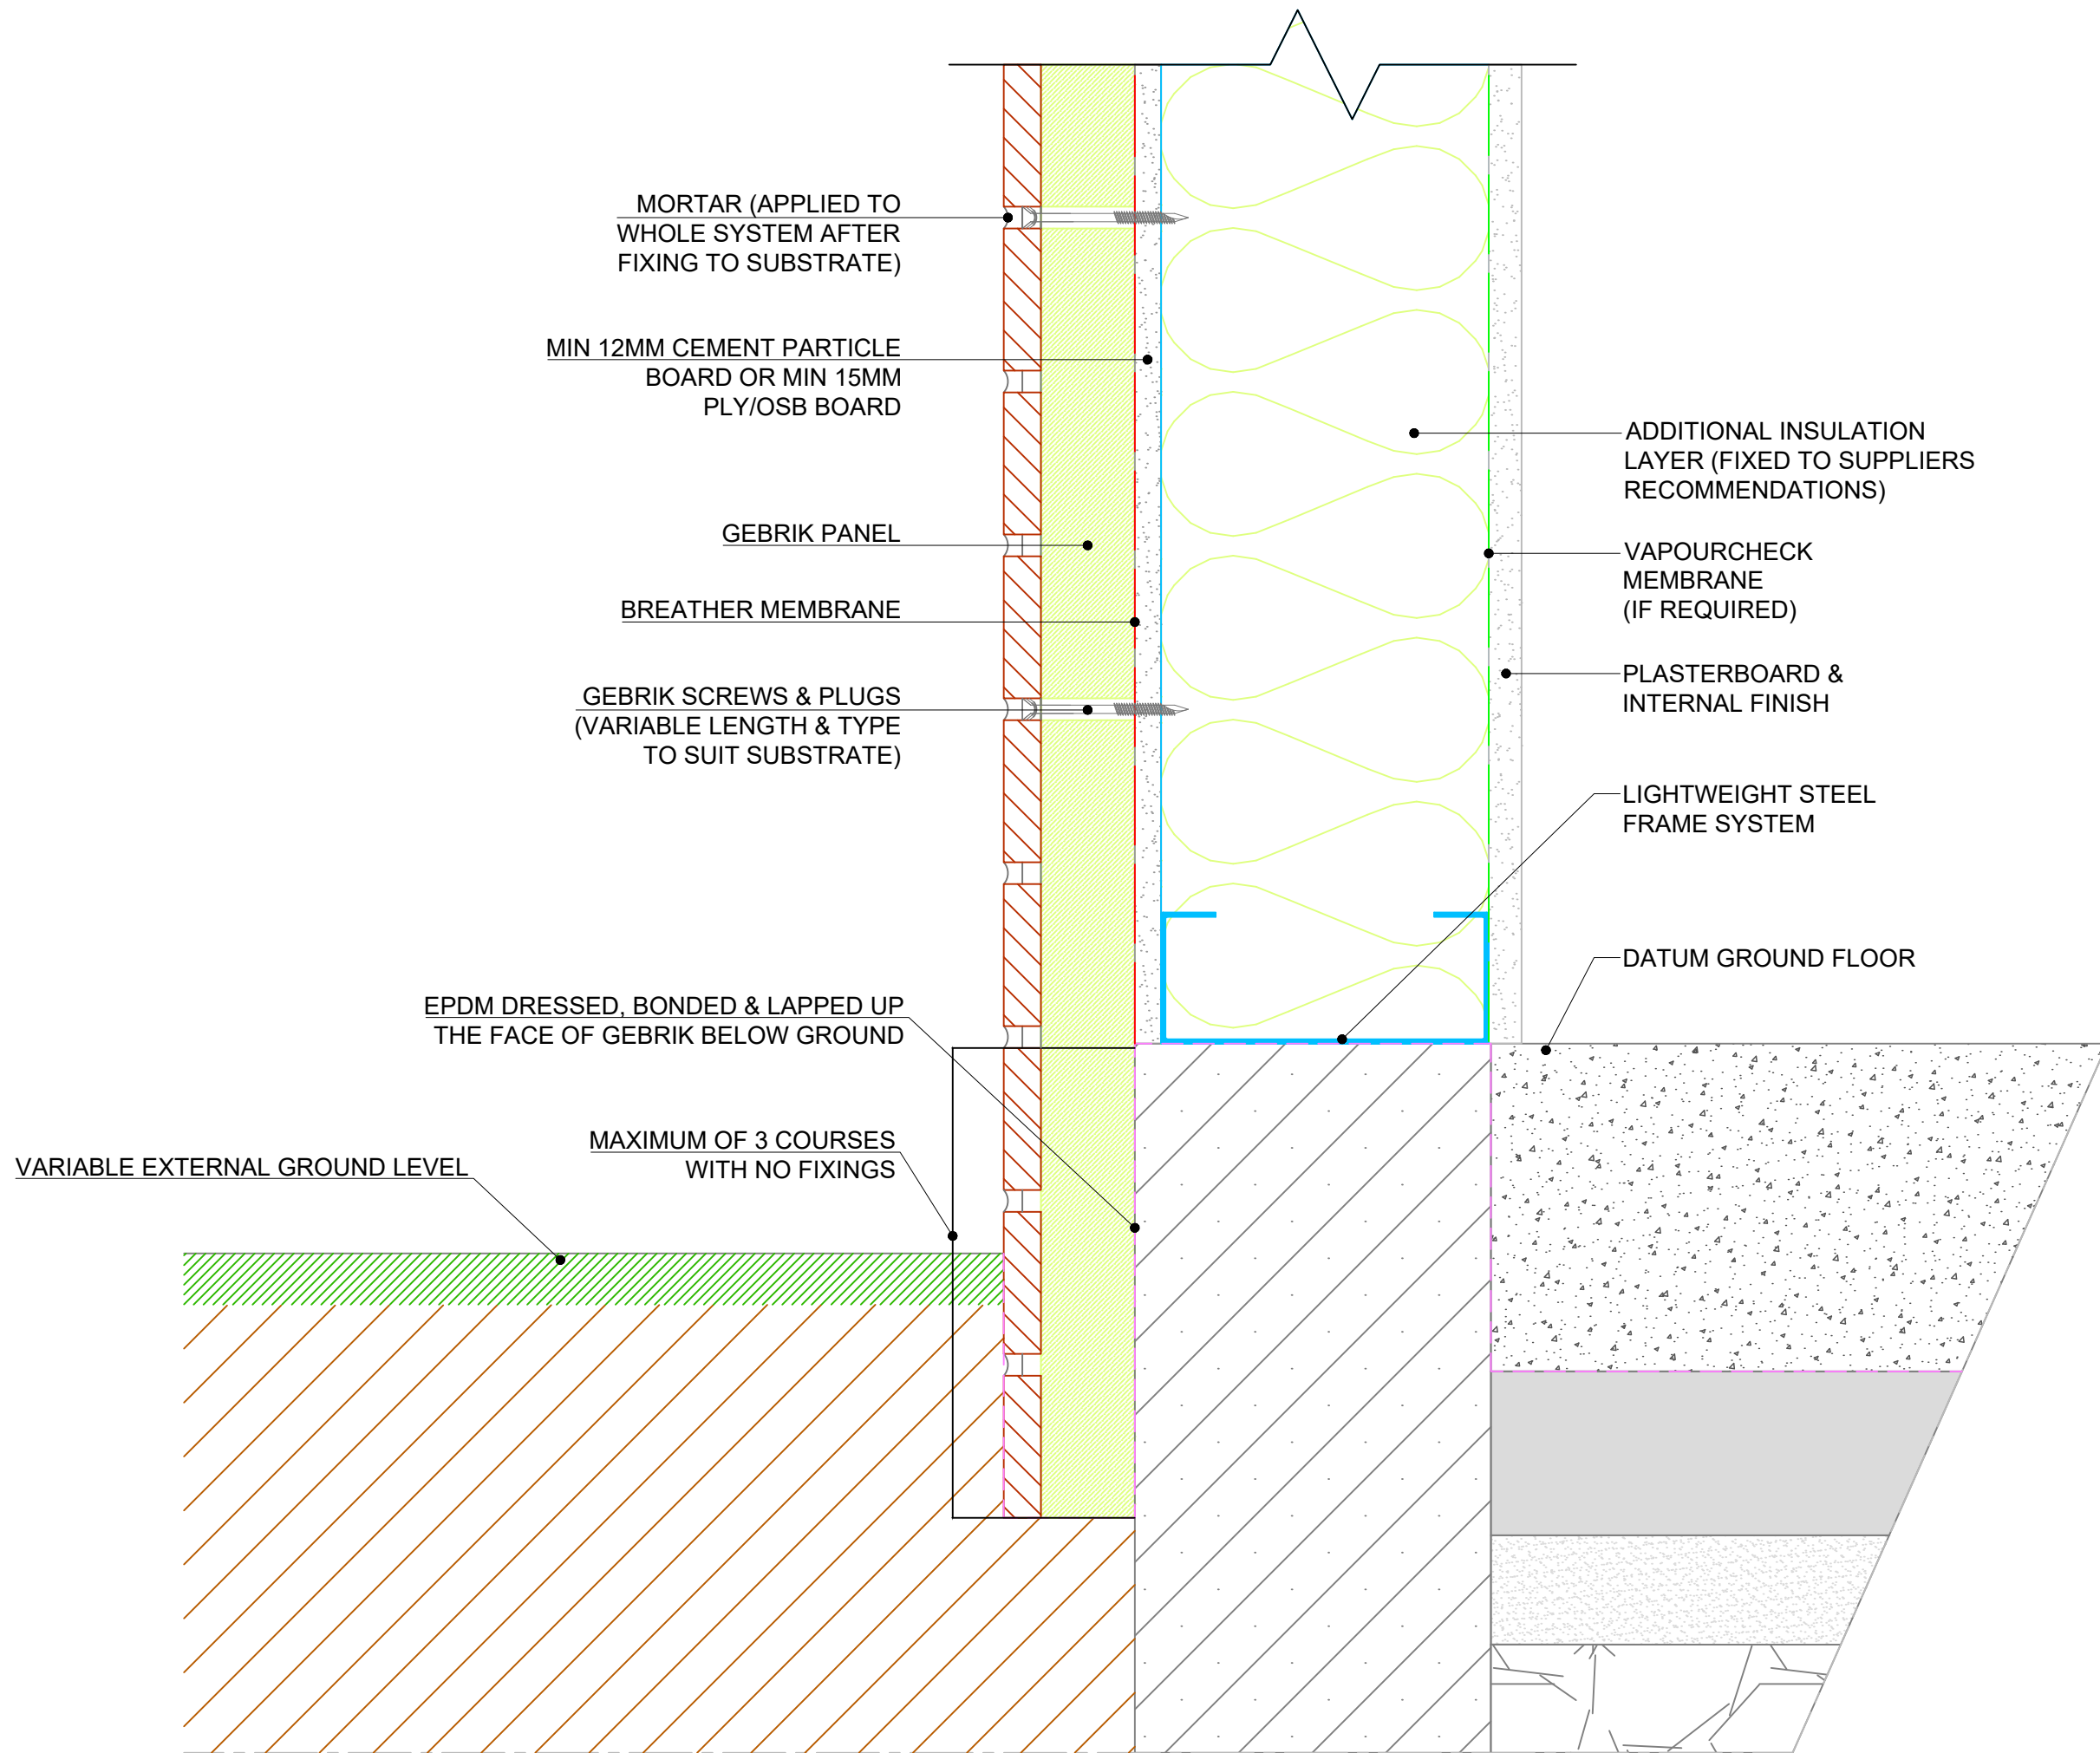 MORTAR (APPLIED TO
WHOLE SYSTEM AFTER
FIXING TO SUBSTRATE)
MIN 12MM CEMENT PARTICLE
BOARD OR MIN 15MM
PLY/OSB BOARD
GEBRIK PANEL
BREATHER MEMBRANE
GEBRIK SCREWS & PLUGS
(VARIABLE LENGTH & TYPE
TO SUIT SUBSTRATE)
EPDM DRESSED, BONDED & LAPPED UP
THE FACE OF GEBRIK BELOW GROUND
MAXIMUM OF 3 COURSES
WITH NO FIXINGS
VARIABLE EXTERNAL GROUND LEVEL
ADDITIONAL INSULATION
LAYER (FIXED TO SUPPLIERS
RECOMMENDATIONS)
VAPOURCHECK
MEMBRANE
(IF REQUIRED)
PLASTERBOARD &
INTERNAL FINISH
LIGHTWEIGHT STEEL
FRAME SYSTEM
DATUM GROUND FLOOR